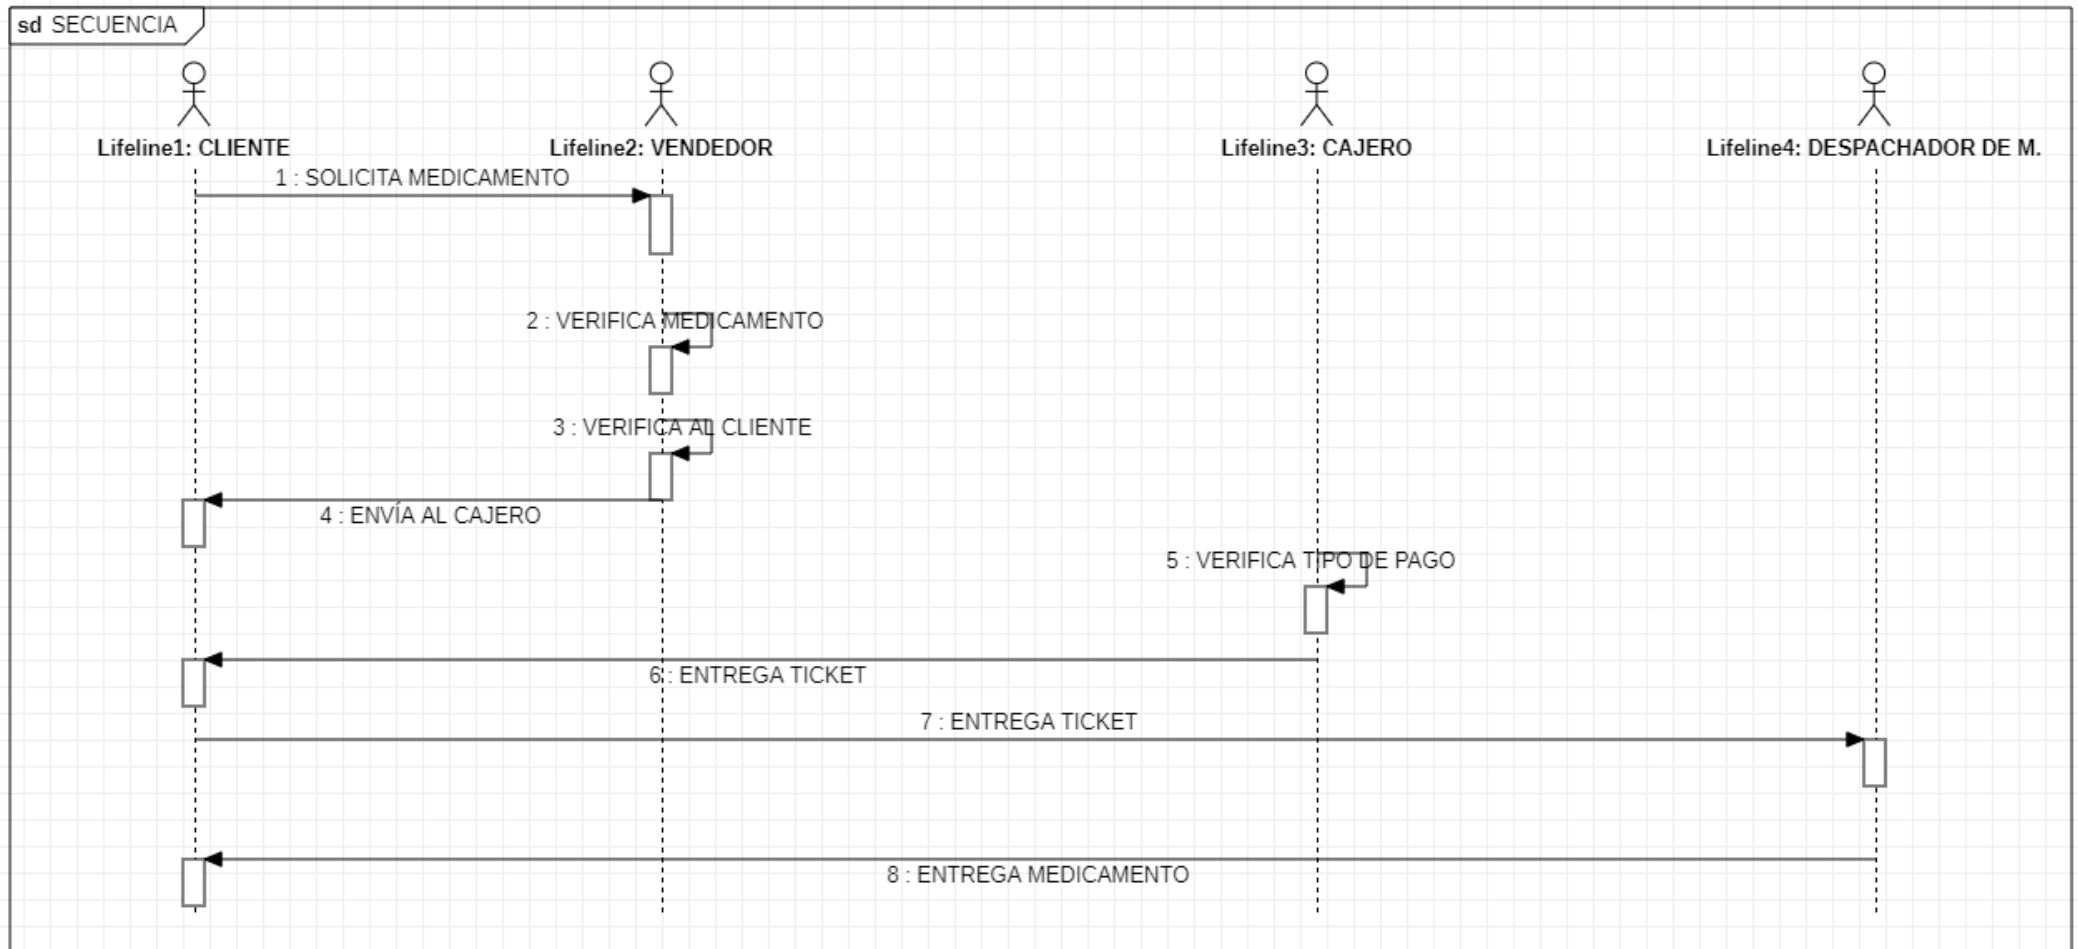 sd SECUENCIA
Lifeline1: CLIENTE
Lifeline2: VENDEDOR
Lifeline3: CAJERO
Lifeline4: DESPACHADOR DE M.
1 : SOLICITA MEDICAMENTO
2 : VERIFICA MEDICAMENTO
3 : VERIFICA AL CLIENTE
4 : ENVÍA AL CAJERO
5 : VERIFICA TIPO DE PAGO
6 : ENTREGA TICKET
7 : ENTREGA TICKET
8 : ENTREGA MEDICAMENTO